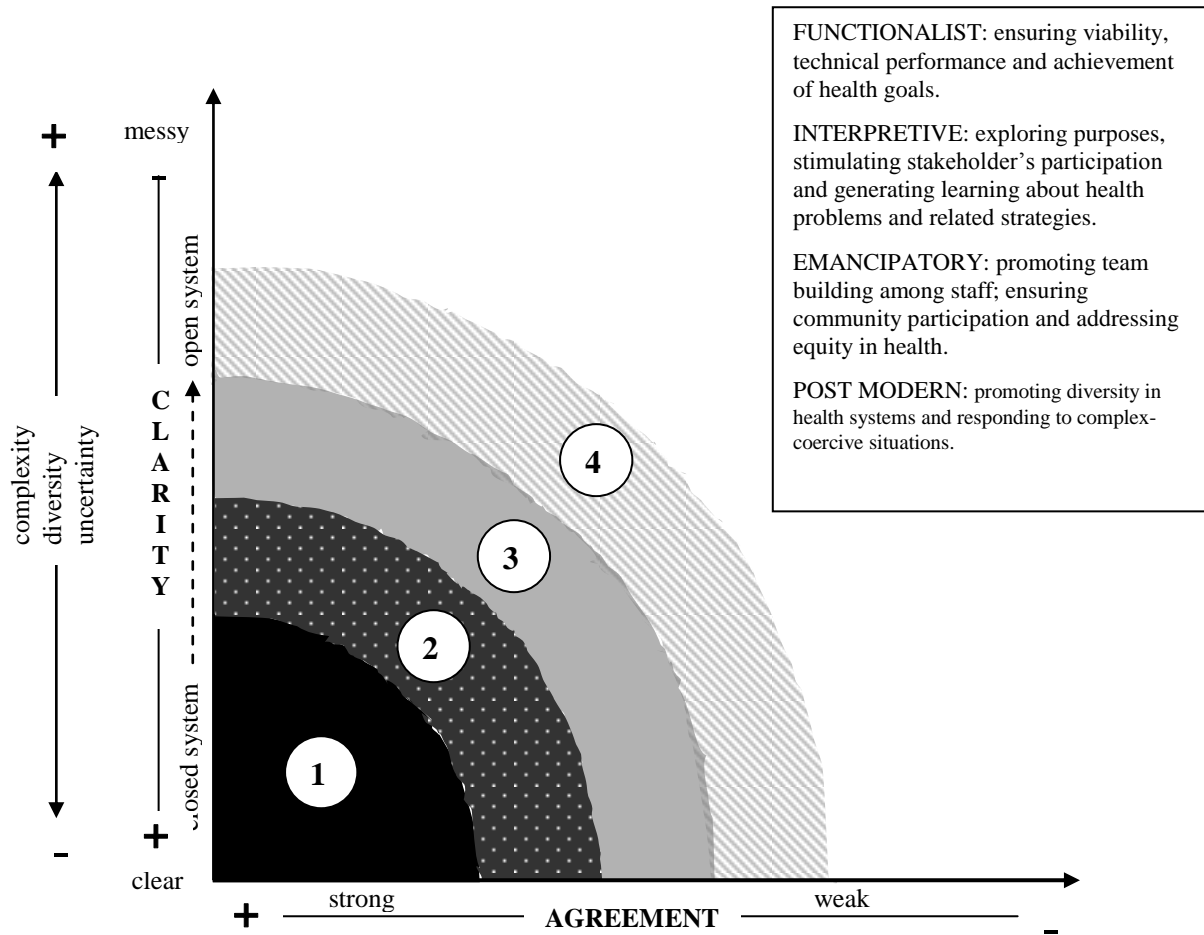 FUNCTIONALIST: ensuring viability,
technical performance and achievement
of health goals.
INTERPRETIVE: exploring purposes,
stimulating stakeholder's participation
and generating learning about health
problems and related strategies.
EMANCIPATORY: promoting team
building among staff; ensuring
community participation and addressing
equity in health.
POST MODERN: promoting diversity in
health systems and responding to complex-
coercive situations.
+
messy
-
open system
CLARITY
complexity
diversity
uncertainty
4
3
2
1
closed system
+
-
clear
strong
weak
+
AGREEMENT
-